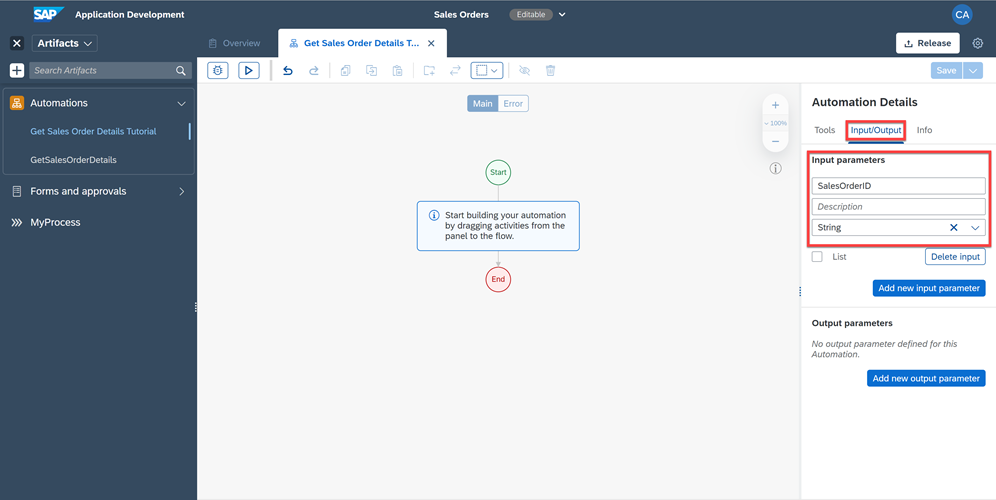 SAP Application Development
Sales Orders Editable
CA
Artifacts
Overview
Get Sales Order Details T...
Release
Search Artifacts
Save
Automations
Get Sales Order Details Tutorial
GetSalesOrderDetails
Forms and approvals
MyProcess
Main Error
~ 100%
Start
Start building your automation
by dragging activities from the
panel to the flow.
End
Automation Details
Tools Input/Output Info
Input parameters
SalesOrderID
Description
String
List Delete input
Add new input parameter
Output parameters
No output parameter defined for this
Automation.
Add new output parameter